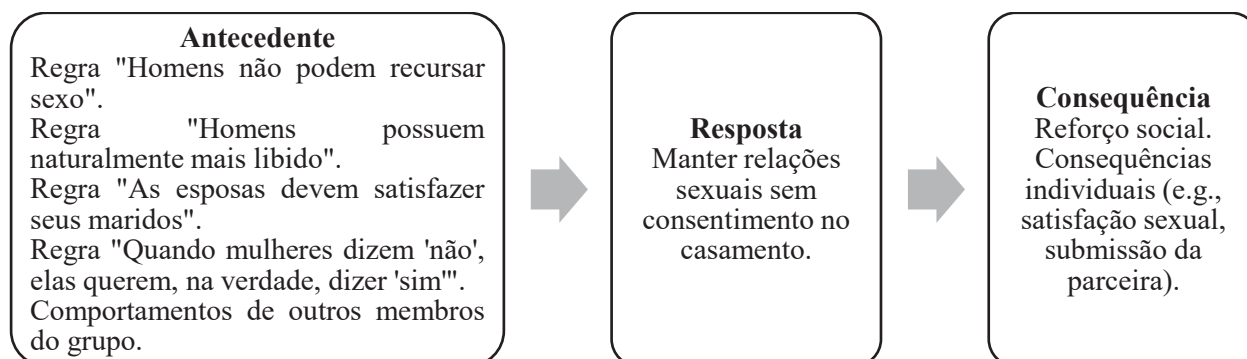 Antecedente
Regra "Homens não podem recursar
sexo".
Regra "Homens possuem
naturalmente mais libido".
Regra "As esposas devem satisfazer
seus maridos".
Regra "Quando mulheres dizem 'não',
elas querem, na verdade, dizer 'sim'".
Comportamentos de outros membros
do grupo.
Resposta
Manter relações
sexuais sem
consentimento no
casamento.
Consequência
Reforço social.
Consequências
individuais (e.g.,
satisfação sexual,
submissão da
parceira).